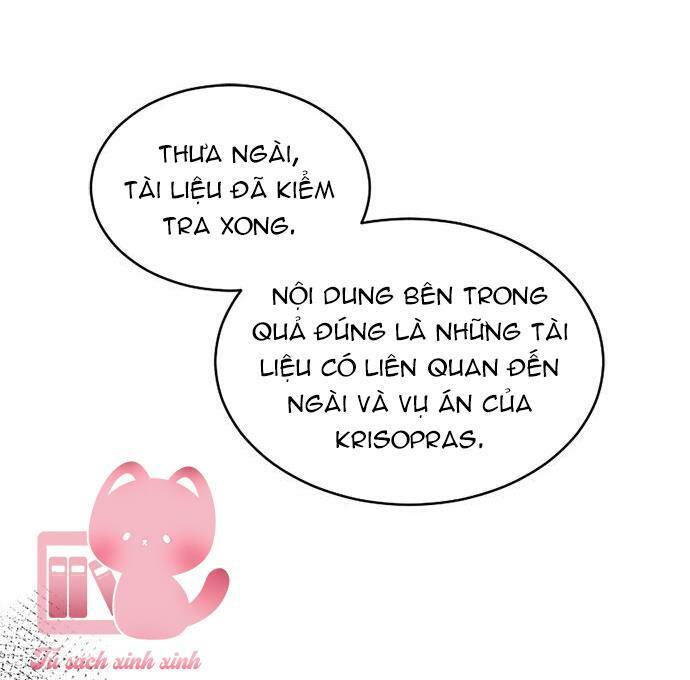 THƯA NGÀI,
TÀI LIỆU ĐÃ KIỂM
TRA XONG.
NỘI DUNG BÊN TRONG
QUẢ ĐÚNG LÀ NHỮNG TÀI
LIỆU CÓ LIÊN QUAN ĐẾN
NGÀI VÀ VỤ ÁN CỦA
KRISOPRAS.
Tủ sách xinh xinh